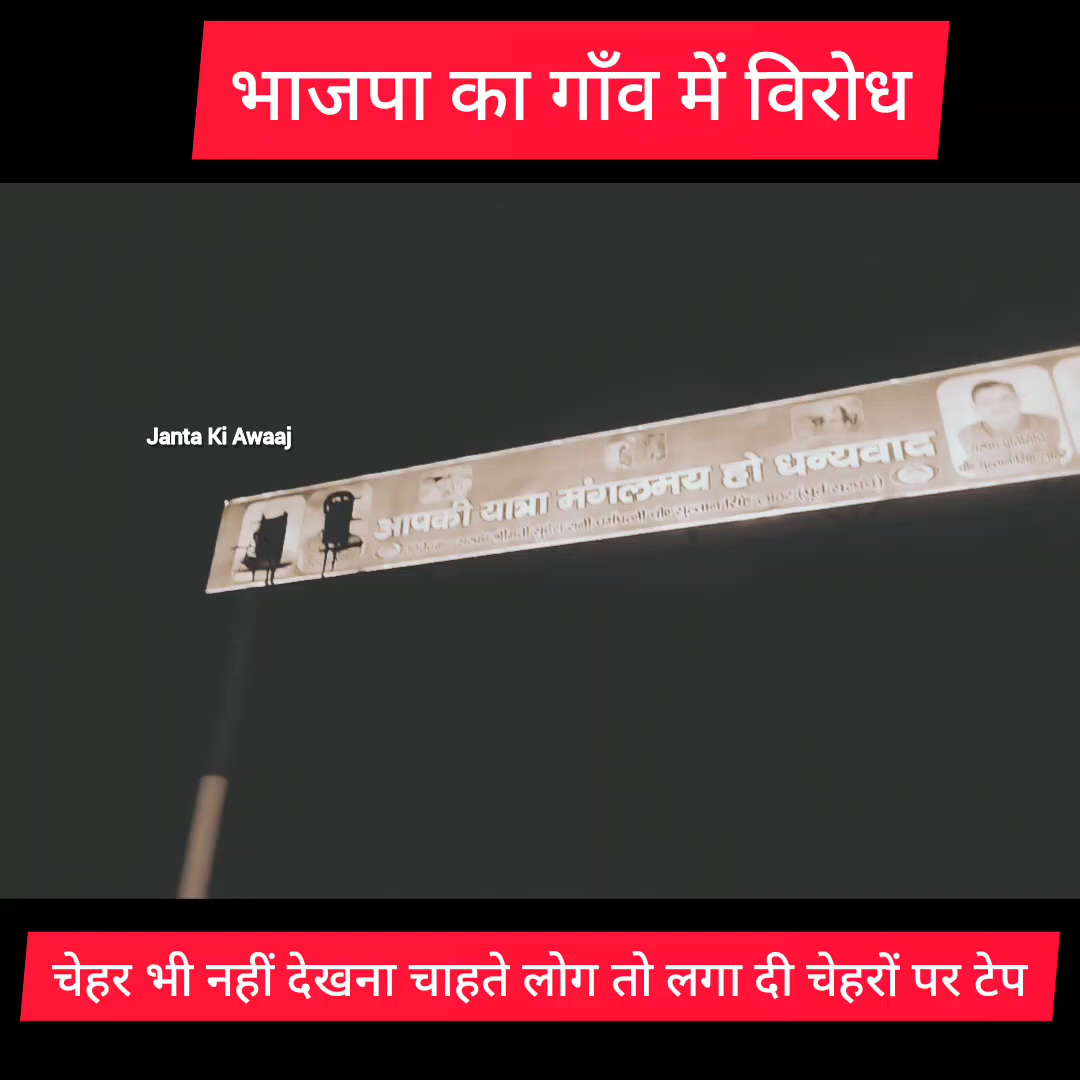 भाजपा का गाँव में विरोध
Janta Ki Awaaj
आपकी यात्रा मंगलमय हो धन्यवाद
चेहर भी नहीं देखना चाहते लोग तो लगा दी चेहरों पर टेप